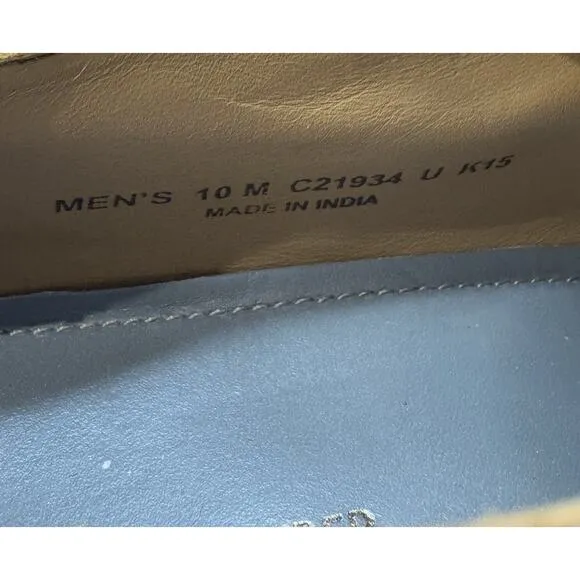 MEN'S 10 M C21934 U K15
MADE IN INDIA